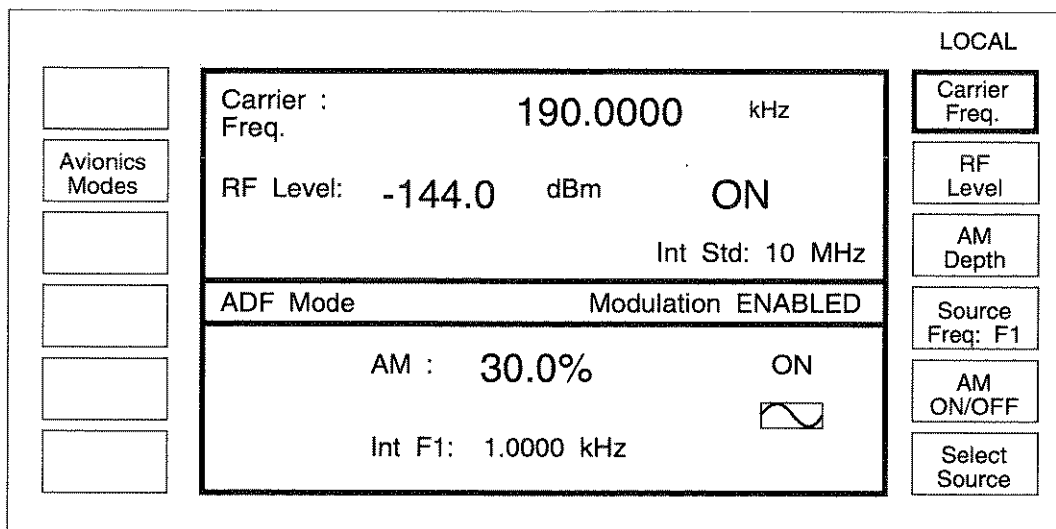 LOCAL
Avionics
Modes
Carrier :
Freq.
190.0000 kHz
RF Level: -144.0 dBm ON
Int Std: 10 MHz
ADF Mode Modulation ENABLED
AM : 30.0% ON
Int F1: 1.0000 kHz
Carrier
Freq.
RF
Level
AM
Depth
Source
Freq: F1
AM
ON/OFF
Select
Source